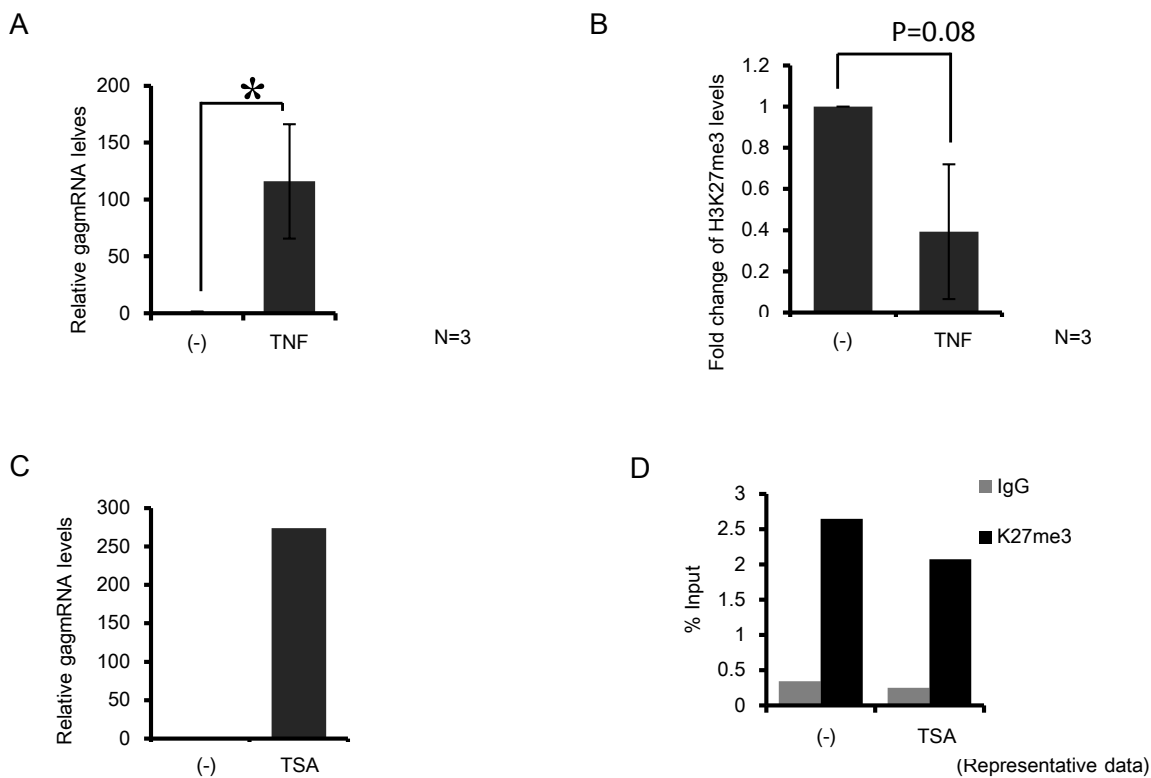 A
Relative gagmRNA lelves
200
150
100
50
0
*
(-)
TNF
N=3
B
P=0.08
Fold change of H3K27me3 levels
1.2
1
0.8
0.6
0.4
0.2
0
(-)
TNF
N=3
C
Relative gagmRNA levels
300
250
200
150
100
50
0
(-)
TSA
D
% Input
3
2.5
2
1.5
1
0.5
0
IgG
K27me3
(-)
TSA
(Representative data)